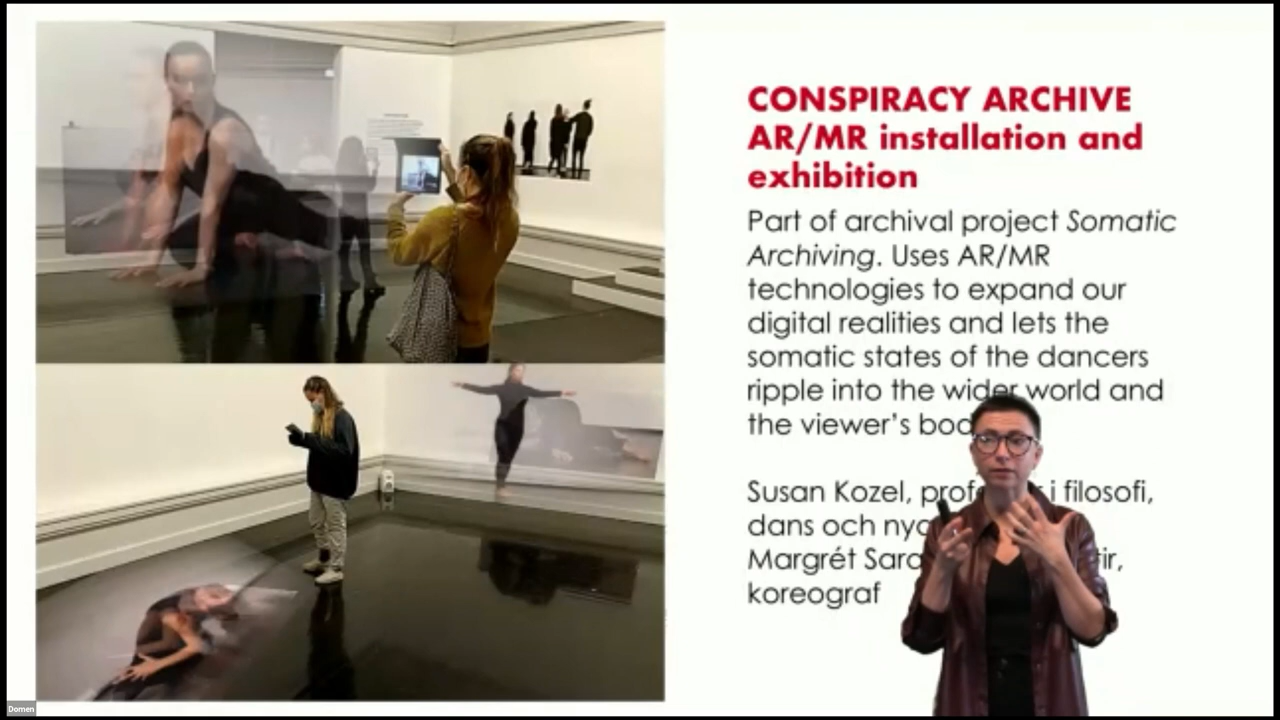 CONSPIRACY ARCHIVE
AR/MR installation and
exhibition
Part of archival project Somatic
Archiving. Uses AR/MR
technologies to expand our
digital realities and lets the
somatic states of the dancers
ripple into the wider world and
the viewer's
Susan Kozel, i filosofi,
dans och
Margrét
koreograf
Domen